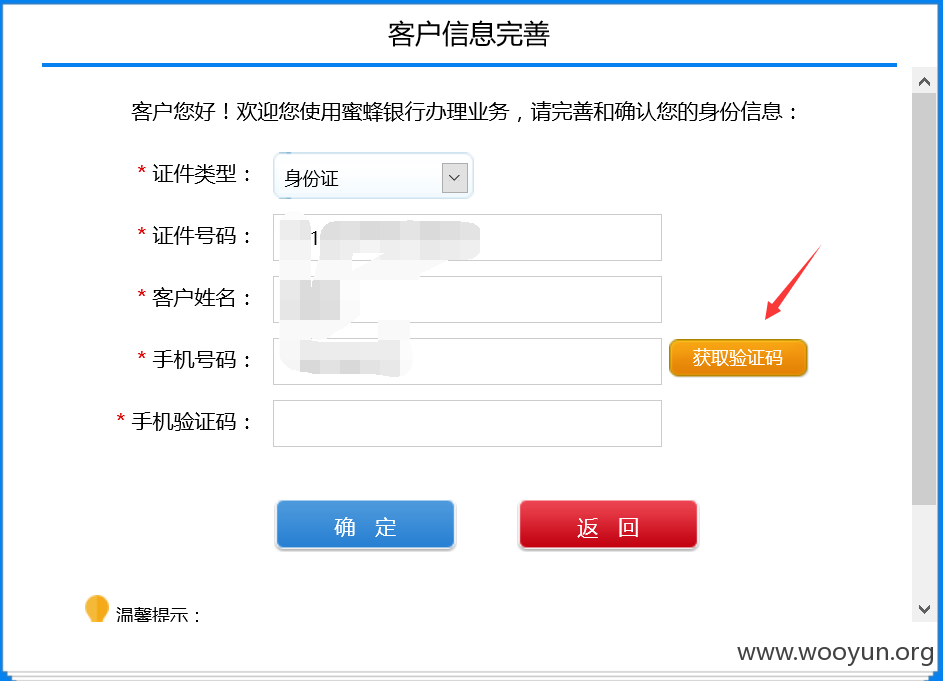 客户信息完善
客户您好！欢迎您使用蜜蜂银行办理业务，请完善和确认您的身份信息：
* 证件类型： 身份证
* 证件号码： 1
* 客户姓名：
* 手机号码： 获取验证码
* 手机验证码：
确 定 返 回
温馨提示：
www.wooyun.org